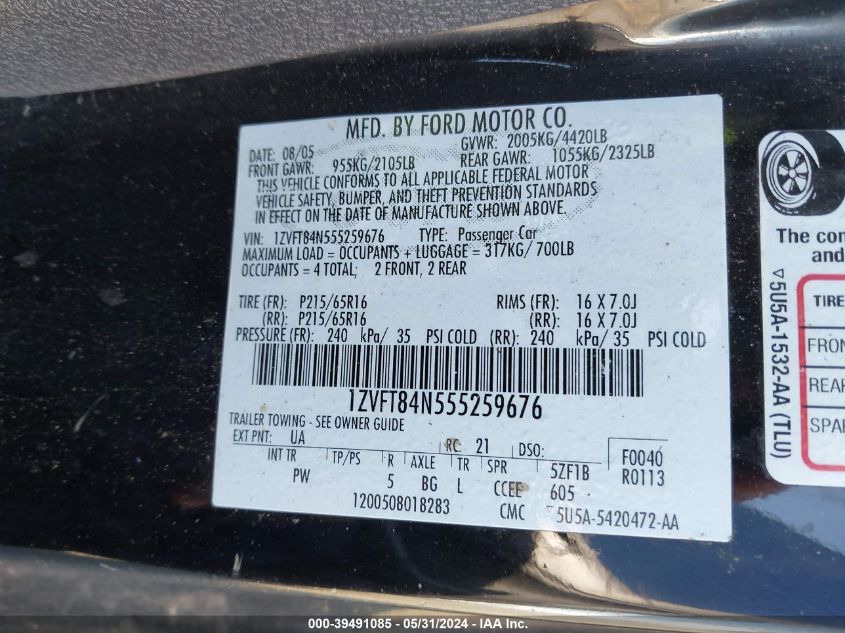 MFD. BY FORD MOTOR CO.
DATE: 08/05 GVWR: 2005KG/4420LB
FRONT GAWR: 955KG/2105LB REAR GAWR: 1055KG/2325LB
THIS VEHICLE CONFORMS TO ALL APPLICABLE FEDERAL MOTOR
VEHICLE SAFETY, BUMPER, AND THEFT PREVENTION STANDARDS
IN EFFECT ON THE DATE OF MANUFACTURE SHOWN ABOVE.
VIN: 1ZVFT84N555259676 TYPE: Passenger Car
MAXIMUM LOAD = OCCUPANTS + LUGGAGE = 317KG/ 700LB
OCCUPANTS = 4 TOTAL; 2 FRONT, 2 REAR
TIRE (FR): P215/65R16 RIMS (FR): 16 X 7.0J
(RR): P215/65R16 (RR): 16 X 7.0J
PRESSURE (FR): 240 kPa/ 35 PSI COLD (RR): 240 kPa/ 35 PSI COLD
1ZVFT84N555259676
TRAILER TOWING - SEE OWNER GUIDE
EXT PNT: UA RC: 21 DSO: F0040
INT TR TP/PS R AXLE TR SPR 5ZF1B R0113
PW 5 BG L CCEE 605
1200508018283 CMC ▽5U5A-5420472-AA
The con
and
▽5U5A-1532-AA (TLU)
TIRE
FRON
REAR
SPAR
000-39491085 - 05/31/2024 - IAA Inc.